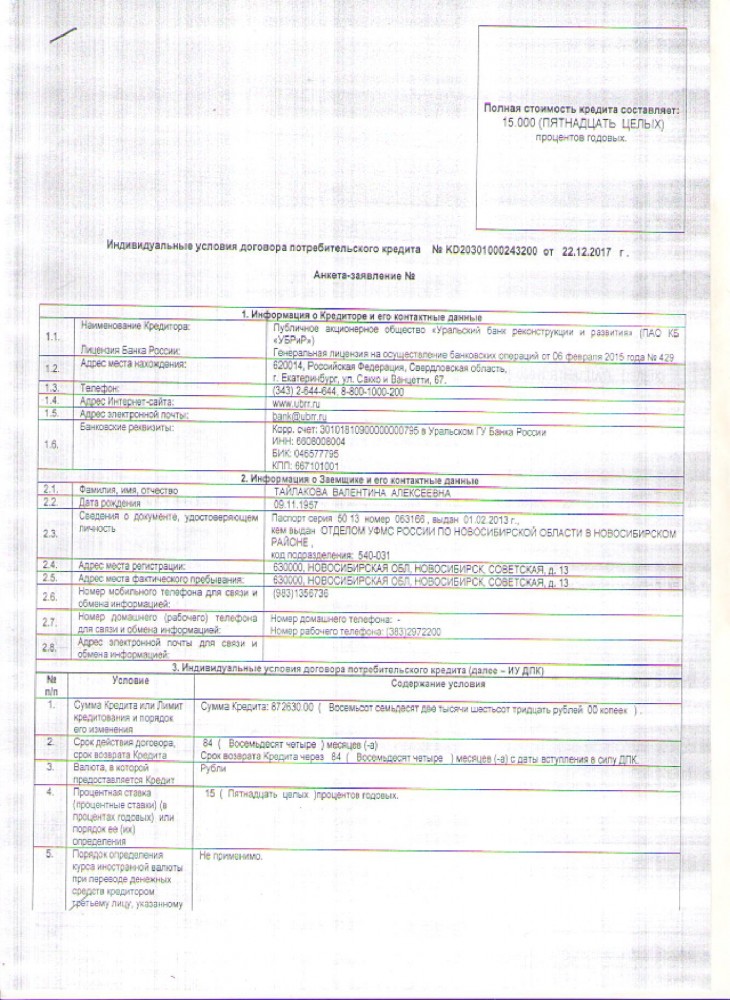 Полная стоимость кредита составляет:
15.000 (ПЯТНАДЦАТЬ ЦЕЛЫХ)
процентов годовых.
Индивидуальные условия договора потребительского кредита № KD20301000243200 от 22.12.2017 г.
Анкета-заявление №
1. Информация о Кредиторе и его контактные данные
1.1. Наименование Кредитора: Публичное акционерное общество «Уральский банк реконструкции и развития» (ПАО КБ
«УБРиР»)
Лицензия Банка России: Генеральная лицензия на осуществление банковских операций от 06 февраля 2015 года № 429
1.2. Адрес места нахождения: 620014, Российская Федерация, Свердловская область,
г. Екатеринбург, ул. Сакко и Ванцетти, 67.
1.3. Телефон: (343) 2-644-644, 8-800-1000-200
1.4. Адрес Интернет-сайта: www.ubrr.ru
1.5. Адрес электронной почты: bank@ubrr.ru
1.6. Банковские реквизиты: Корр. счет: 30101810900000000795 в Уральском ГУ Банка России
ИНН: 6608008004
БИК: 046577795
КПП: 667101001
2. Информация о Заемщике и его контактные данные
2.1. Фамилия, имя, отчество ТАЙЛАКОВА ВАЛЕНТИНА АЛЕКСЕЕВНА
2.2. Дата рождения 09.11.1957
2.3. Сведения о документе, удостоверяющем Паспорт серия 50 13 номер 063166 , выдан 01.02.2013 г.,
личность кем выдан ОТДЕЛОМ УФМС РОССИИ ПО НОВОСИБИРСКОЙ ОБЛАСТИ В НОВОСИБИРСКОМ
РАЙОНЕ ,
код подразделения: 540-031
2.4. Адрес места регистрации: 630000, НОВОСИБИРСКАЯ ОБЛ, НОВОСИБИРСК, СОВЕТСКАЯ, д. 13
2.5. Адрес места фактического пребывания: 630000, НОВОСИБИРСКАЯ ОБЛ, НОВОСИБИРСК, СОВЕТСКАЯ, д. 13
2.6. Номер мобильного телефона для связи и (983)1356736
обмена информацией:
2.7. Номер домашнего (рабочего) телефона Номер домашнего телефона: -
для связи и обмена информацией: Номер рабочего телефона: (383)2972200
2.8. Адрес электронной почты для связи и
обмена информацией:
3. Индивидуальные условия договора потребительского кредита (далее – ИУ ДПК)
№ Условие Содержание условия
п/п
1. Сумма Кредита или Лимит Сумма Кредита: 872630.00 ( Восемьсот семьдесят две тысячи шестьсот тридцать рублей 00 копеек ) .
кредитования и порядок
его изменения
2. Срок действия договора, 84 ( Восемьдесят четыре ) месяцев (-а)
срок возврата Кредита Срок возврата Кредита через 84 ( Восемьдесят четыре ) месяцев (-а) с даты вступления в силу ДПК.
3. Валюта, в которой Рубли
предоставляется Кредит
4. Процентная ставка 15 ( Пятнадцать целых )процентов годовых.
(процентные ставки) (в
процентах годовых) или
порядок ее (их)
определения
5. Порядок определения Не применимо.
курса иностранной валюты
при переводе денежных
средств кредитором
третьему лицу, указанному